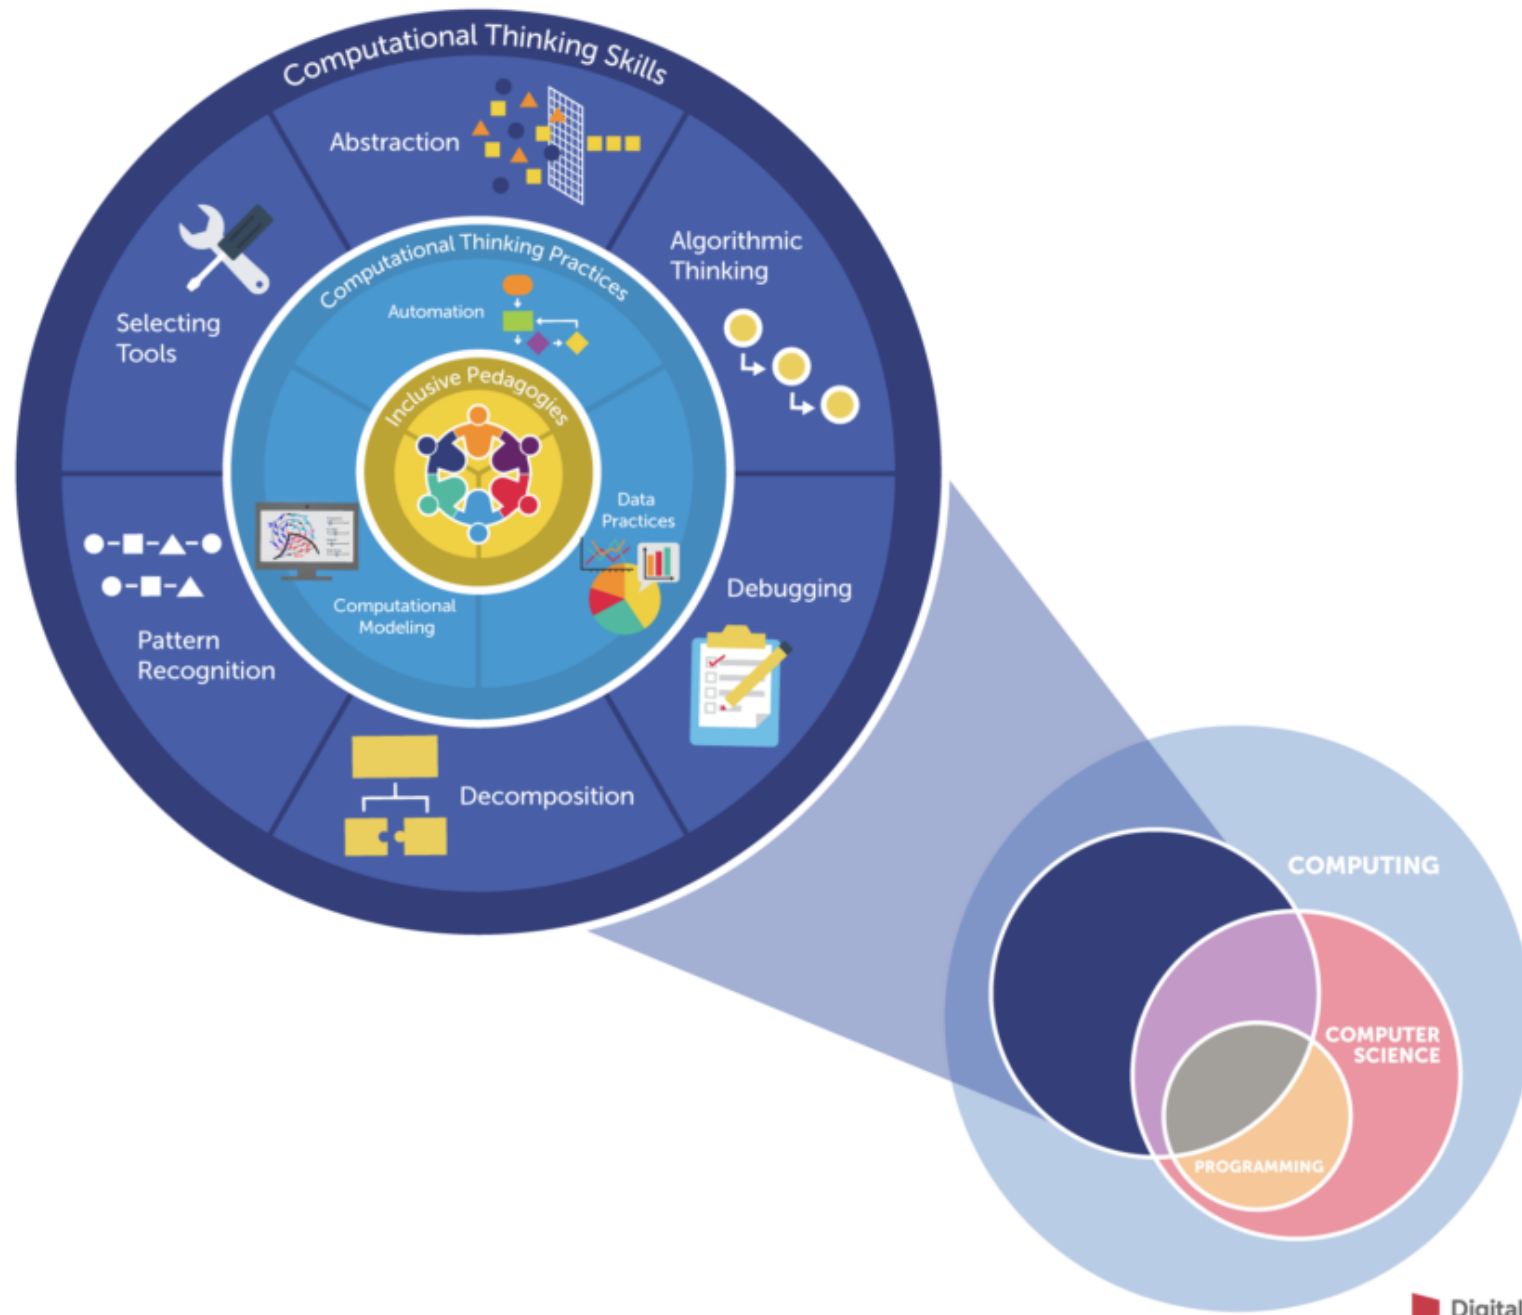 Computational Thinking Skills
Abstraction
Algorithmic
Thinking
Selecting
Tools
Computational Thinking Practices
Automation
Inclusive Pedagogies
Data
Practices
Computational
Modeling
Pattern
Recognition
Debugging
Decomposition
COMPUTING
COMPUTER
SCIENCE
PROGRAMMING
Digital